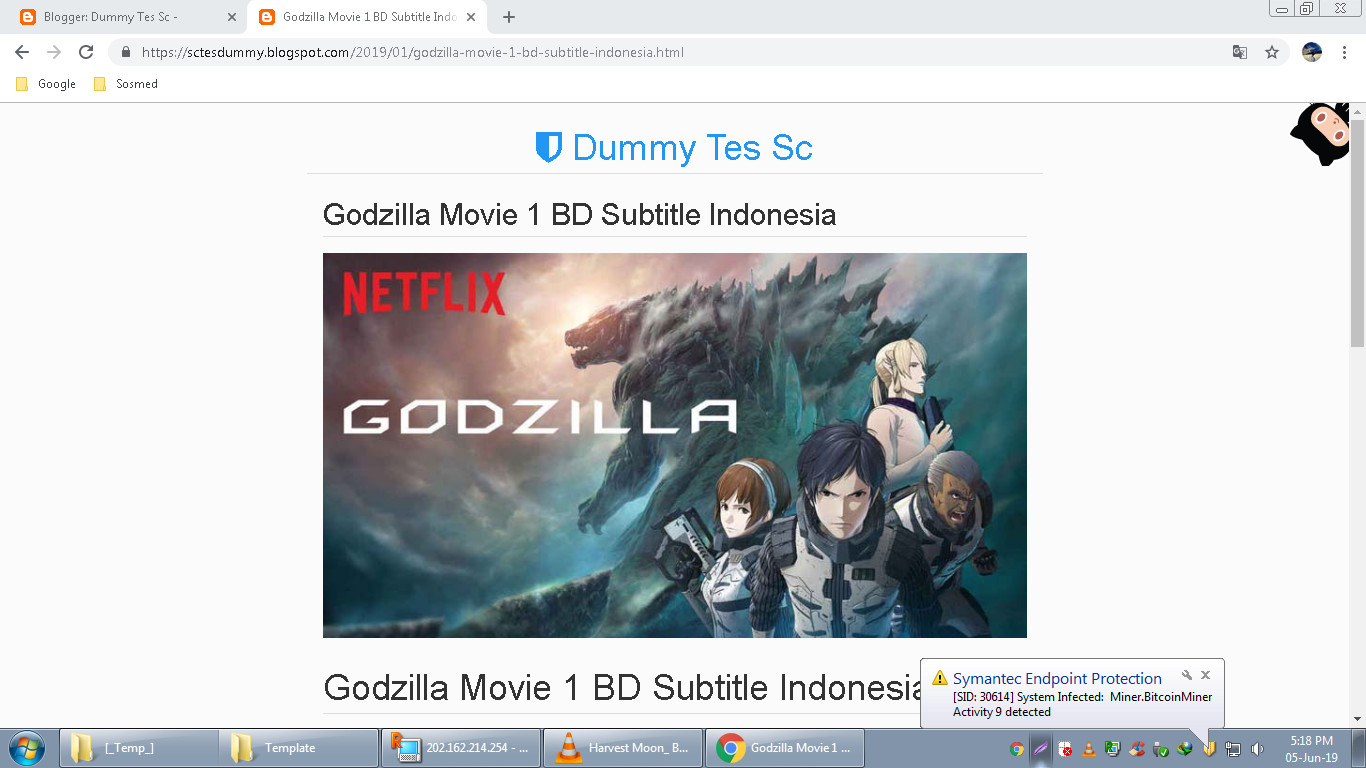 Blogger: Dummy Tes Sc -
Godzilla Movie 1 BD Subtitle Indo
https://sctesdummy.blogspot.com/2019/01/godzilla-movie-1-bd-subtitle-indonesia.html
Google
Sosmed
Dummy Tes Sc
Godzilla Movie 1 BD Subtitle Indonesia
NETFLIX
GODZILLA
Godzilla Movie 1 BD Subtitle Indonesia
Symantec Endpoint Protection
[SID: 30614] System Infected: Miner.BitcoinMiner
Activity 9 detected
[_Temp_]
Template
202.162.214.254 - ...
Harvest Moon_ B...
Godzilla Movie 1 ...
5:18 PM
05-Jun-19